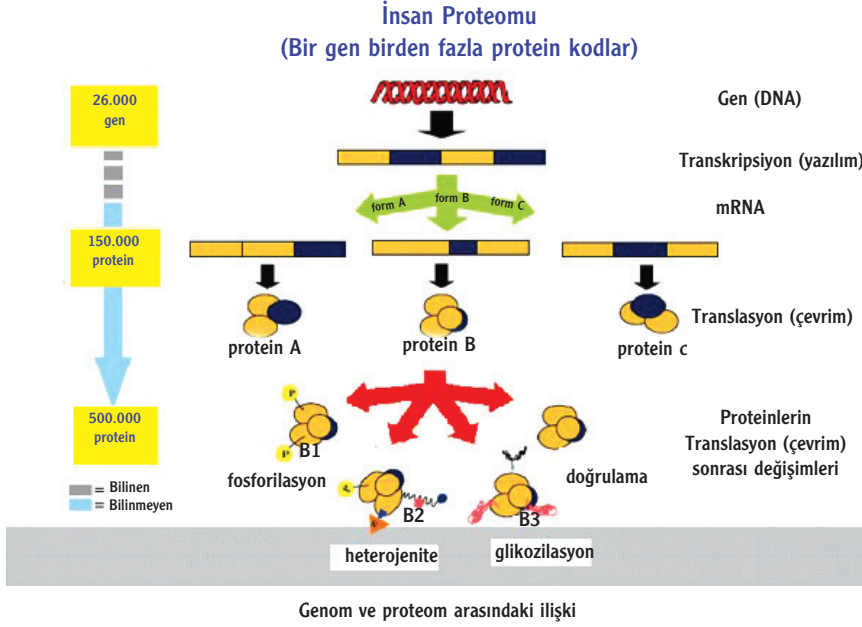 İnsan Proteomu
(Bir gen birden fazla protein kodlar)
26.000
gen
Gen (DNA)
Transkripsiyon (yazılım)
form A
form B
form C
mRNA
150.000
protein
Translasyon (çevrim)
protein A
protein B
protein c
500.000
protein
P
P
B1
fosforilasyon
doğrulama
Proteinlerin
Translasyon (çevrim)
sonrası değişimleri
= Bilinen
= Bilinmeyen
B2
B3
heterojenite
glikozilasyon
Genom ve proteom arasındaki ilişki